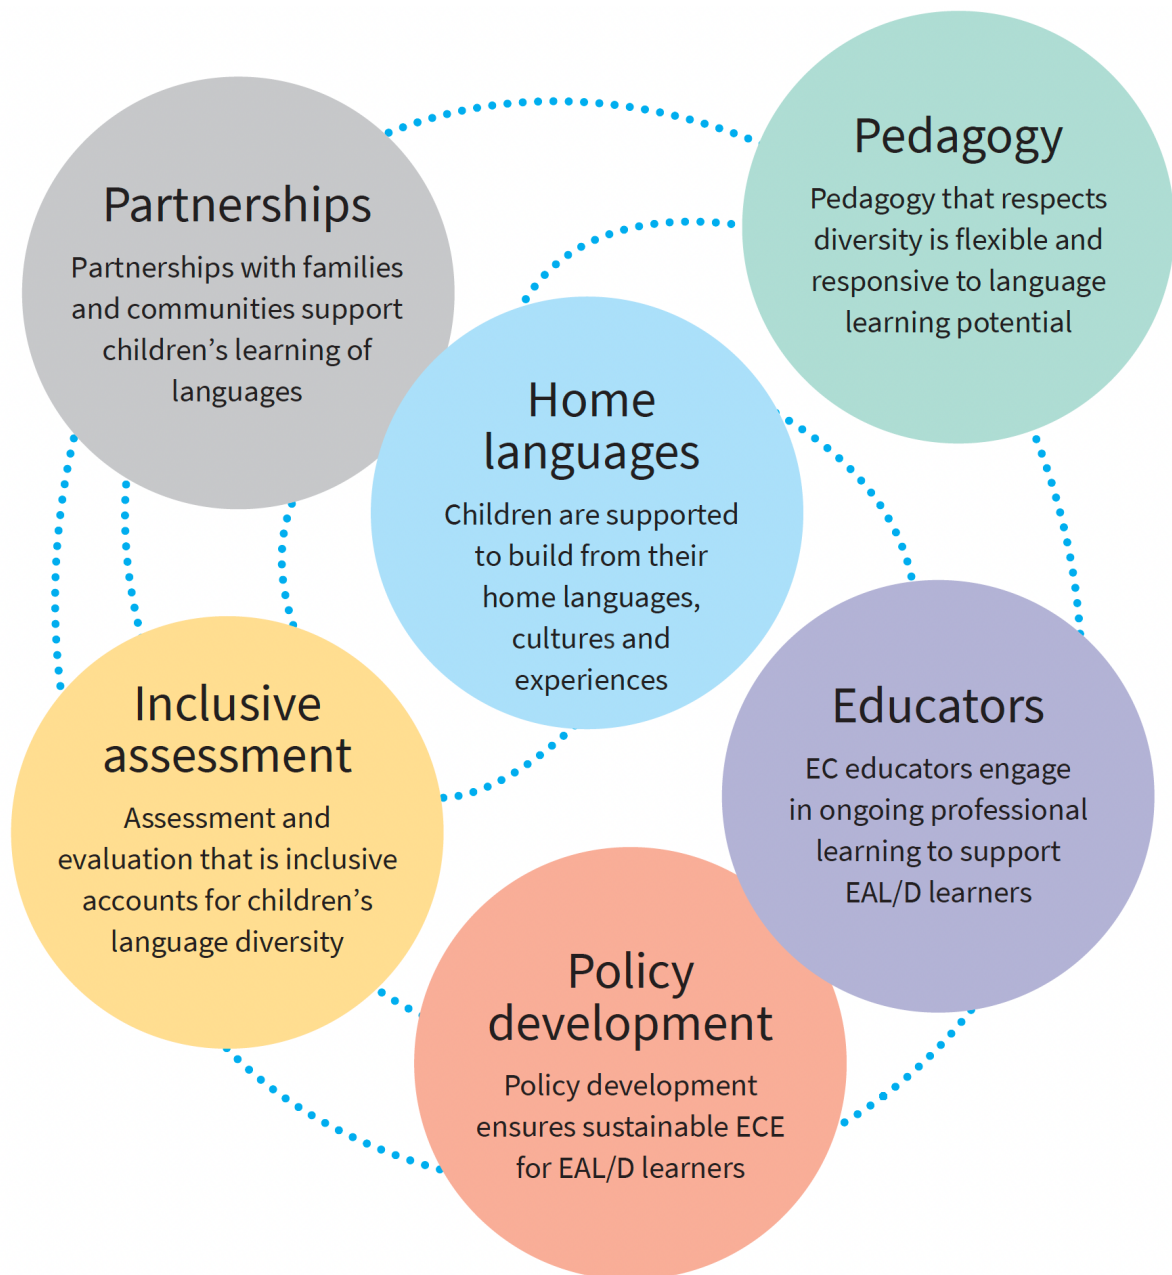 Partnerships
Partnerships with families
and communities support
children’s learning of
languages
Pedagogy
Pedagogy that respects
diversity is flexible and
responsive to language
learning potential
Home
languages
Children are supported
to build from their
home languages,
cultures and
experiences
Inclusive
assessment
Assessment and
evaluation that is inclusive
accounts for children’s
language diversity
Educators
EC educators engage
in ongoing professional
learning to support
EAL/D learners
Policy
development
Policy development
ensures sustainable ECE
for EAL/D learners